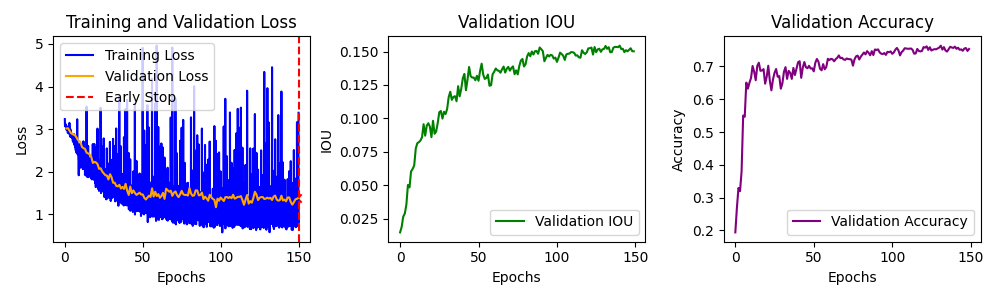 Training and Validation Loss
Loss
5
4
3
2
1
0
50
100
150
Epochs
Training Loss
Validation Loss
Early Stop
Validation IOU
IOU
0.150
0.125
0.100
0.075
0.050
0.025
0
50
100
150
Epochs
Validation IOU
Validation Accuracy
Accuracy
0.7
0.6
0.5
0.4
0.3
0.2
0
50
100
150
Epochs
Validation Accuracy